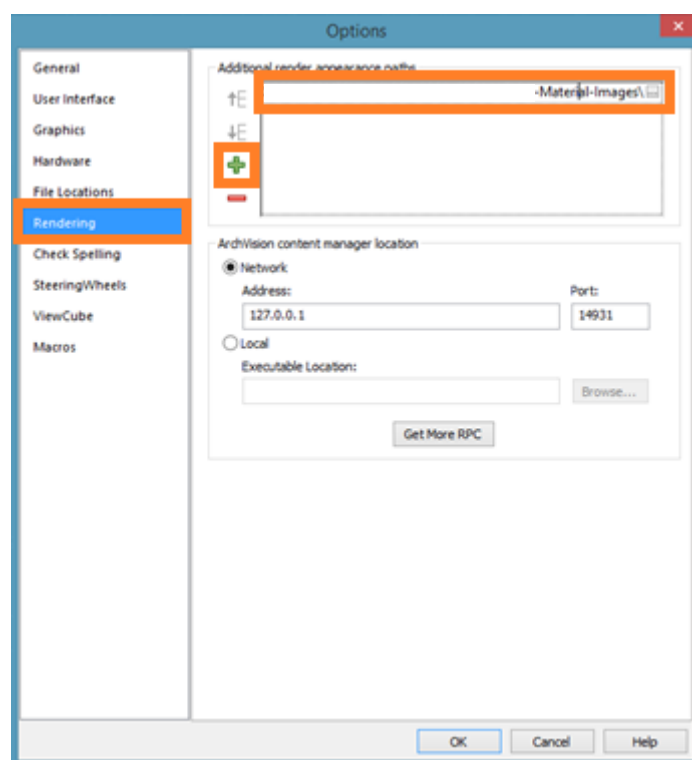 Options
General
User Interface
Graphics
Hardware
File Locations
Rendering
Check Spelling
SteeringWheels
ViewCube
Macros
Additional render appearance paths
-Material-Images\
ArchVision content manager location
Network
Address:
Port:
127.0.0.1
14931
Local
Executable Location:
Browse...
Get More RPC
OK
Cancel
Help